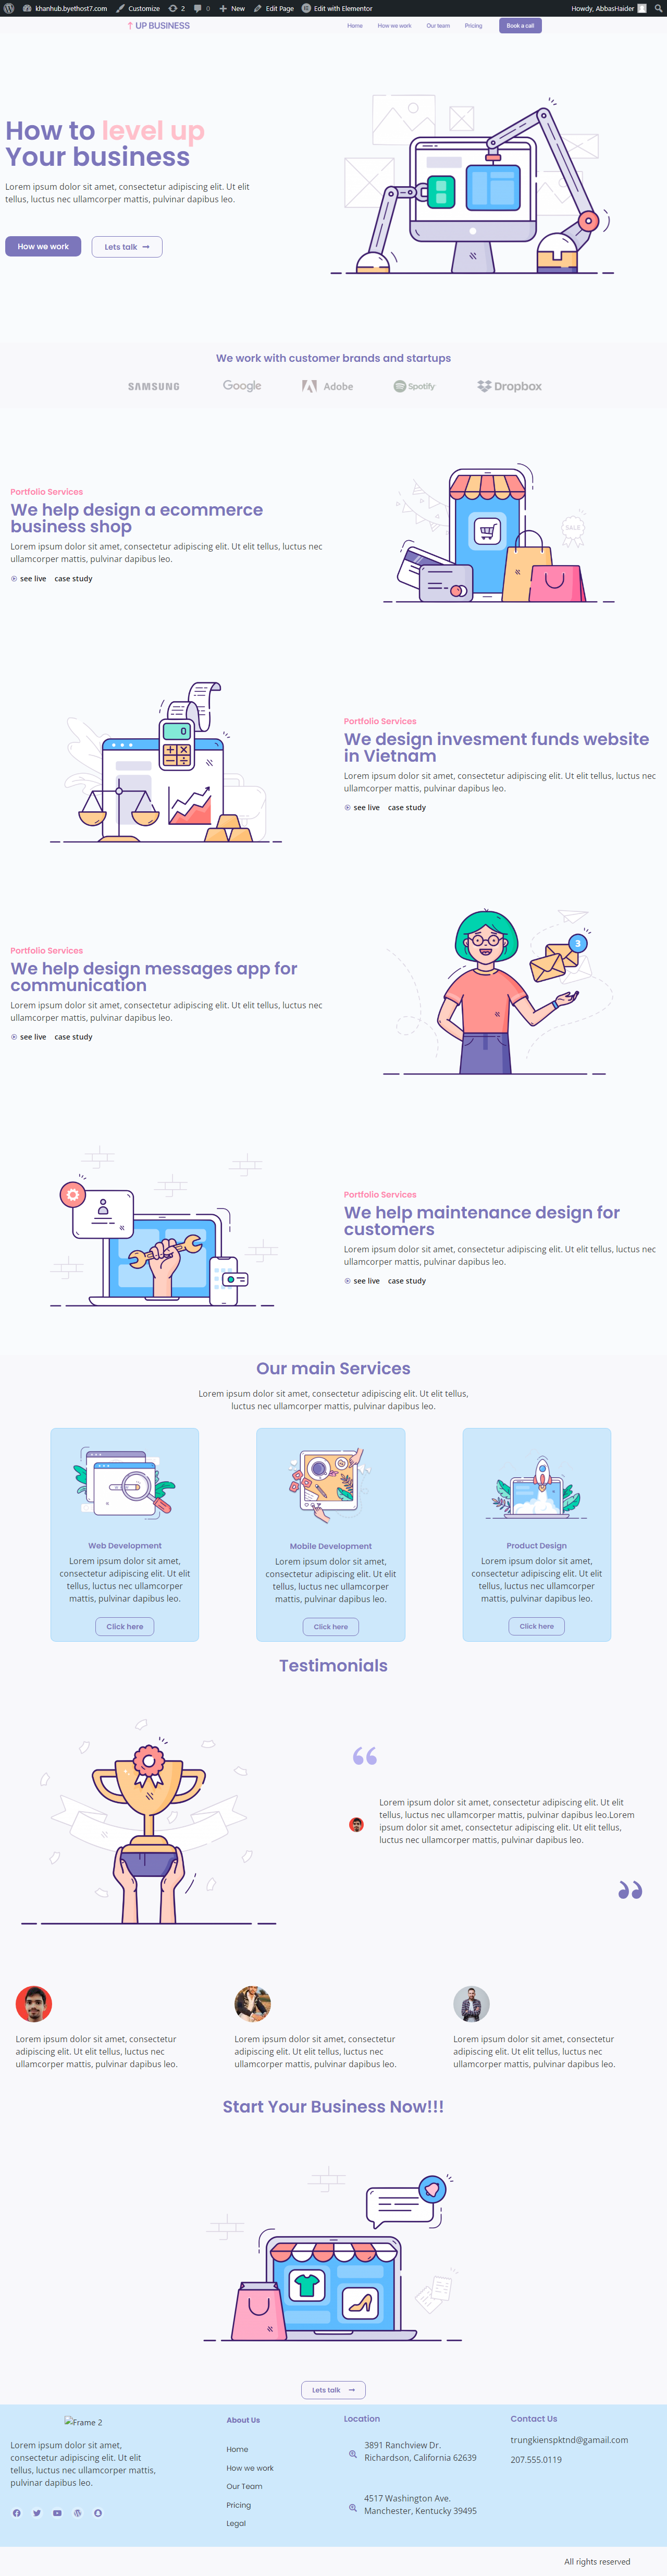 khanhub.byethost7.com Customize 2 0 New Edit Page Edit with Elementor Howdy, AbbasHaider
UP BUSINESS Home How we work Our team Pricing Book a call
How to level up
Your business
Lorem ipsum dolor sit amet, consectetur adipiscing elit. Ut elit
tellus, luctus nec ullamcorper mattis, pulvinar dapibus leo.
How we work Lets talk
We work with customer brands and startups
SAMSUNG Google Adobe Spotify Dropbox
Portfolio Services
We help design a ecommerce
business shop
Lorem ipsum dolor sit amet, consectetur adipiscing elit. Ut elit tellus, luctus nec
ullamcorper mattis, pulvinar dapibus leo.
see live case study
SALE
0
Portfolio Services
We design invesment funds website
in Vietnam
Lorem ipsum dolor sit amet, consectetur adipiscing elit. Ut elit tellus, luctus nec
ullamcorper mattis, pulvinar dapibus leo.
see live case study
Portfolio Services
We help design messages app for
communication
Lorem ipsum dolor sit amet, consectetur adipiscing elit. Ut elit tellus, luctus nec
ullamcorper mattis, pulvinar dapibus leo.
see live case study
3
Portfolio Services
We help maintenance design for
customers
Lorem ipsum dolor sit amet, consectetur adipiscing elit. Ut elit tellus, luctus nec
ullamcorper mattis, pulvinar dapibus leo.
see live case study
Our main Services
Lorem ipsum dolor sit amet, consectetur adipiscing elit. Ut elit tellus,
luctus nec ullamcorper mattis, pulvinar dapibus leo.
Web Development
Lorem ipsum dolor sit amet,
consectetur adipiscing elit. Ut elit
tellus, luctus nec ullamcorper
mattis, pulvinar dapibus leo.
Click here
Mobile Development
Lorem ipsum dolor sit amet,
consectetur adipiscing elit. Ut elit
tellus, luctus nec ullamcorper
mattis, pulvinar dapibus leo.
Click here
Product Design
Lorem ipsum dolor sit amet,
consectetur adipiscing elit. Ut elit
tellus, luctus nec ullamcorper
mattis, pulvinar dapibus leo.
Click here
Testimonials
Lorem ipsum dolor sit amet, consectetur adipiscing elit. Ut elit
tellus, luctus nec ullamcorper mattis, pulvinar dapibus leo.Lorem
ipsum dolor sit amet, consectetur adipiscing elit. Ut elit tellus,
luctus nec ullamcorper mattis, pulvinar dapibus leo.
Lorem ipsum dolor sit amet, consectetur
adipiscing elit. Ut elit tellus, luctus nec
ullamcorper mattis, pulvinar dapibus leo.
Lorem ipsum dolor sit amet, consectetur
adipiscing elit. Ut elit tellus, luctus nec
ullamcorper mattis, pulvinar dapibus leo.
Lorem ipsum dolor sit amet, consectetur
adipiscing elit. Ut elit tellus, luctus nec
ullamcorper mattis, pulvinar dapibus leo.
Start Your Business Now!!!
Lets talk
Frame 2
Lorem ipsum dolor sit amet,
consectetur adipiscing elit. Ut elit
tellus, luctus nec ullamcorper mattis,
pulvinar dapibus leo.
About Us
Home
How we work
Our Team
Pricing
Legal
Location
3891 Ranchview Dr.
Richardson, California 62639
4517 Washington Ave.
Manchester, Kentucky 39495
Contact Us
trungkienspktnd@gamail.com
207.555.0119
All rights reserved